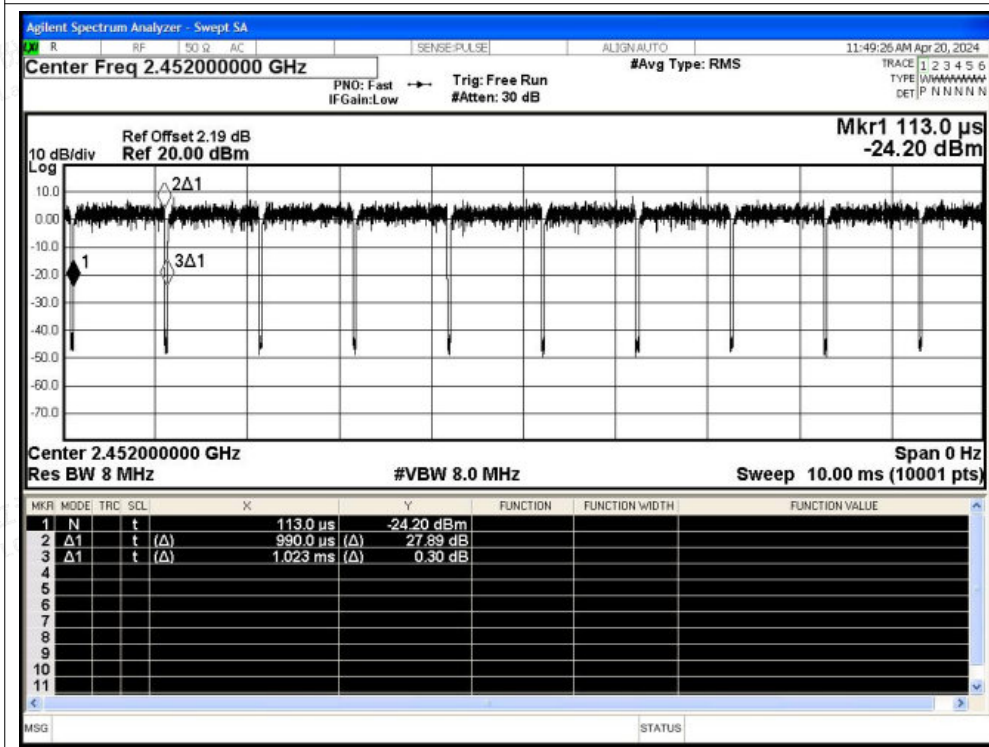 Agilent Spectrum Analyzer - Swept SA
LXI R RF 50 Ω AC SENSE:PULSE ALIGN AUTO 11:49:26 AM Apr 20, 2024
Center Freq 2.452000000 GHz #Avg Type: RMS TRACE 1 2 3 4 5 6
PNO: Fast Trig: Free Run TYPE WWWWWW
IFGain:Low #Atten: 30 dB DET P N N N N N
Mkr1 113.0 µs
Ref Offset 2.19 dB
10 dB/div Ref 20.00 dBm -24.20 dBm
Log
10.0
2Δ1
0.00
-10.0
1 3Δ1
-20.0
-30.0
-40.0
-50.0
-60.0
-70.0
Center 2.452000000 GHz Span 0 Hz
Res BW 8 MHz #VBW 8.0 MHz Sweep 10.00 ms (10001 pts)
MKR MODE TRC SCL X Y FUNCTION FUNCTION WIDTH FUNCTION VALUE
1 N t 113.0 µs -24.20 dBm
2 Δ1 t (Δ) 990.0 µs (Δ) 27.89 dB
3 Δ1 t (Δ) 1.023 ms (Δ) 0.30 dB
4
5
6
7
8
9
10
11
MSG STATUS